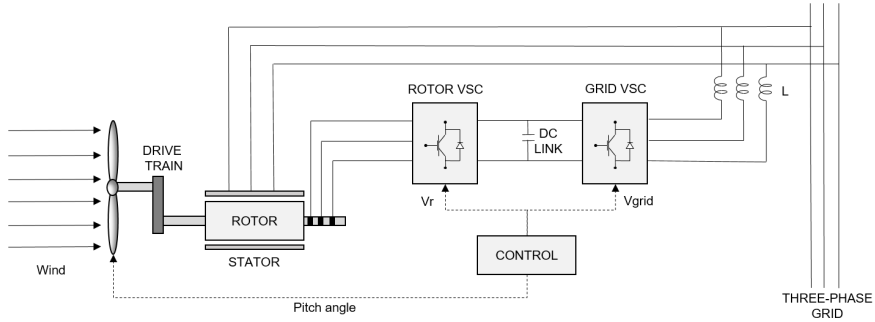 ROTOR VSC
GRID VSC
L
DRIVE
TRAIN
DC
LINK
Vr
Vgrid
ROTOR
STATOR
CONTROL
Wind
Pitch angle
THREE-PHASE
GRID